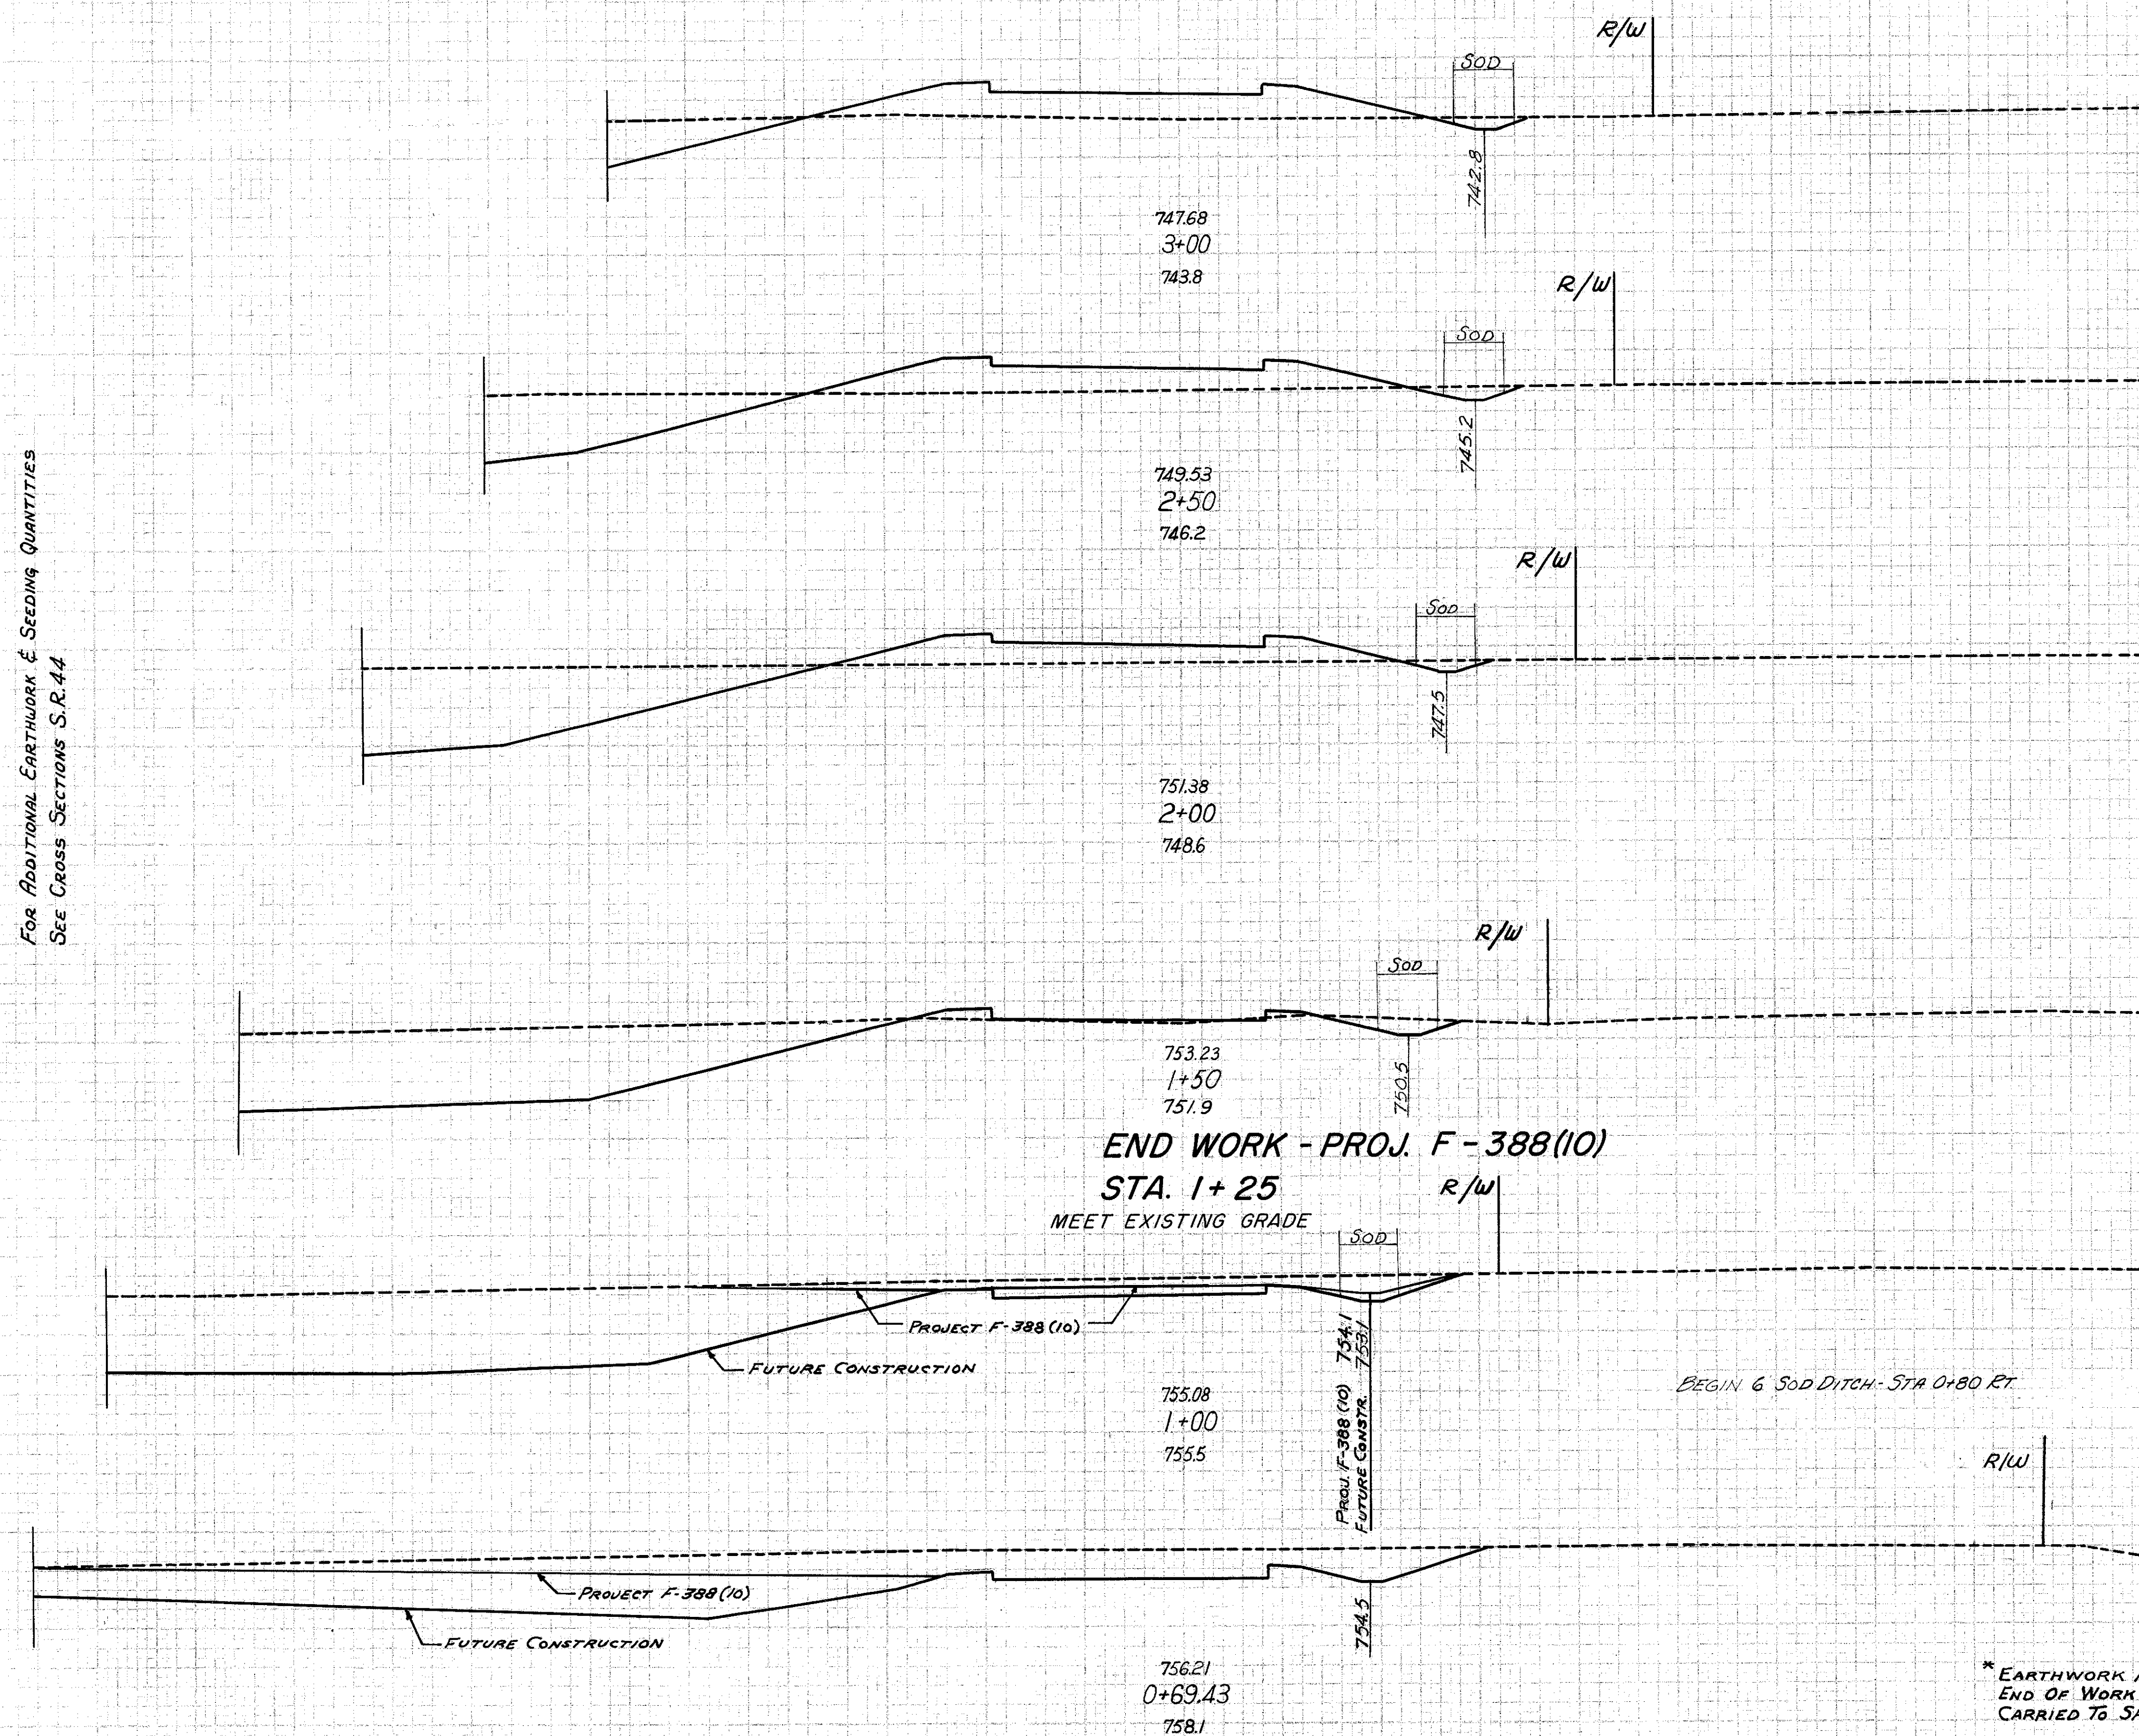 R/W
SOD
742.8
747.68
3+00
743.8
R/W
SOD
745.2
749.53
2+50
746.2
FOR ADDITIONAL EARTHWORK & SEEDING QUANTITIES
SEE CROSS SECTIONS S.R.44
R/W
SOD
747.5
751.38
2+00
748.6
R/W
SOD
750.5
753.23
1+50
751.9
END WORK - PROJ. F-388(10)
STA. 1+25
MEET EXISTING GRADE
R/W
SOD
PROJECT F-388(10)
FUTURE CONSTRUCTION
PROJ. F-388(10) 754.1
FUTURE CONSTR. 753.1
755.08
1+00
755.5
BEGIN 6 SOD DITCH-STA 0+80 RT
R/W
PROJECT F-388(10)
FUTURE CONSTRUCTION
754.5
756.21
0+69.43
758.1
* EARTHWORK
END OF WORK
CARRIED TO